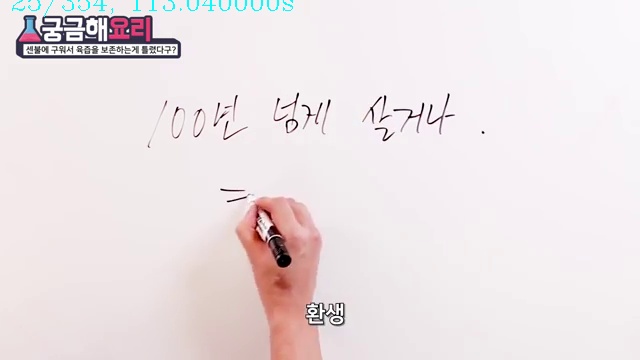 25/354, 113.040000s
궁금해요리
센불에 구워서 육즙을 보존하는게 틀렸다구?
100년 넘게 살거나.
환생